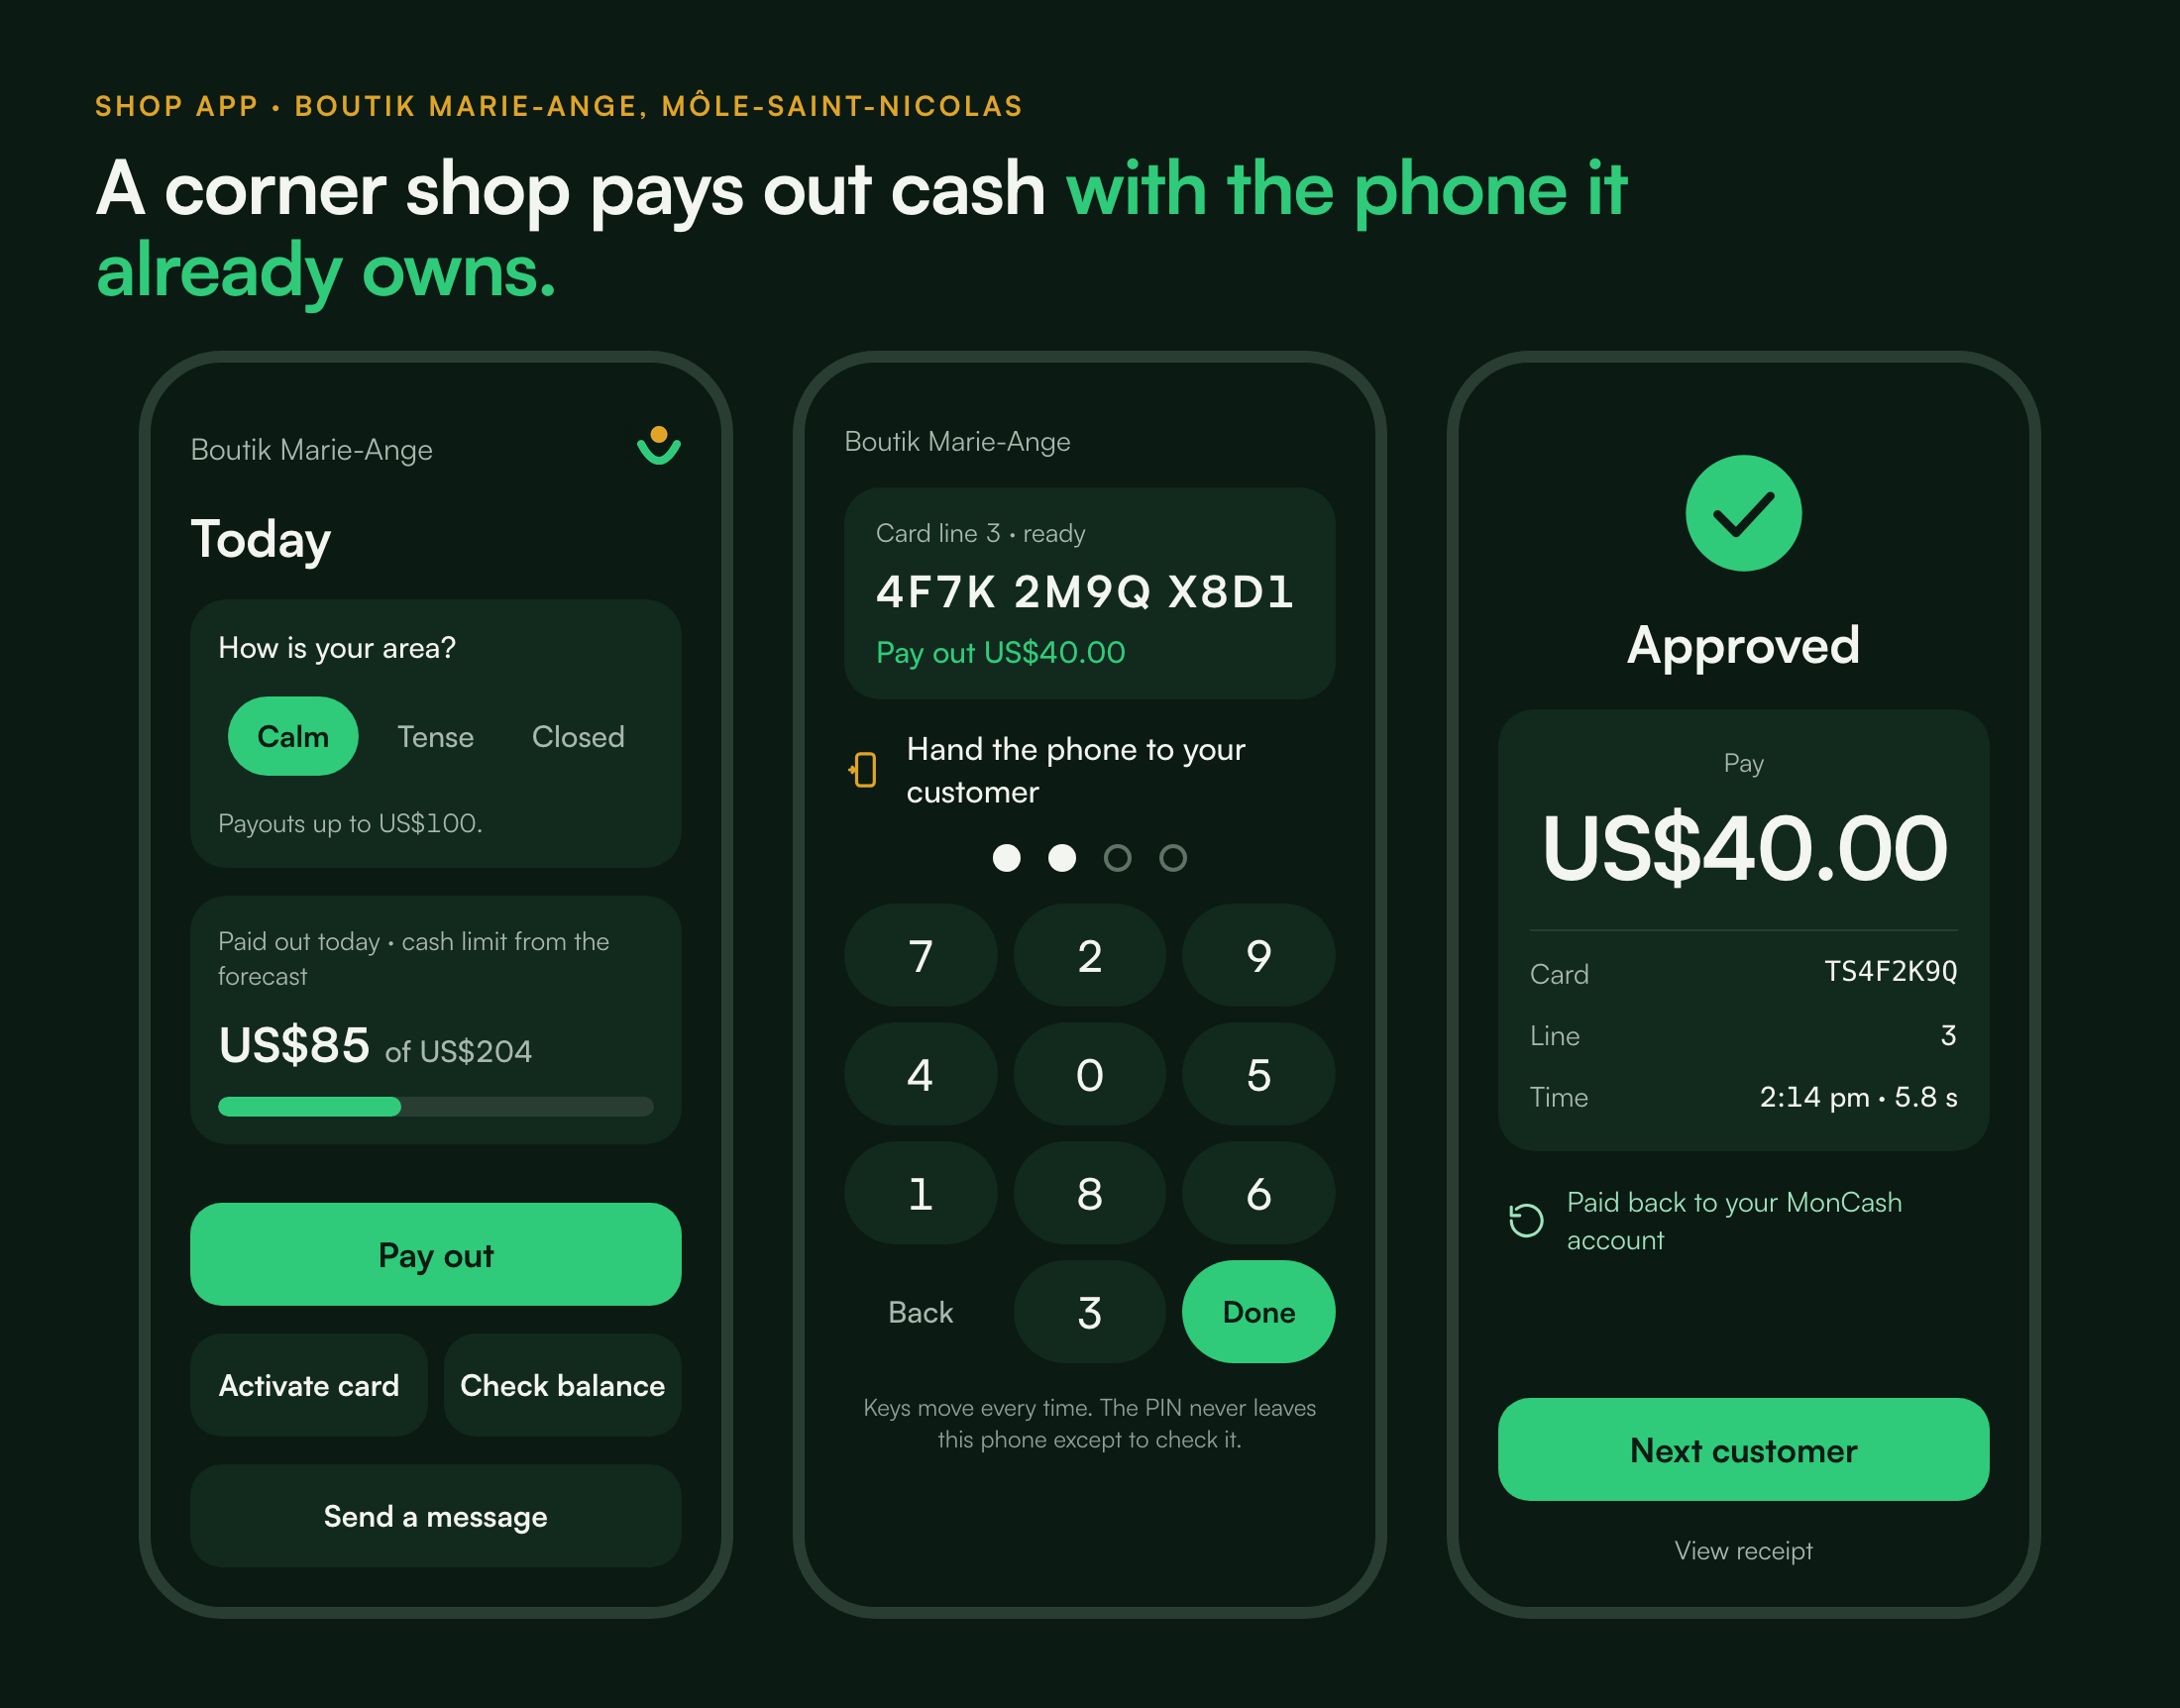 SHOP APP · BOUTIK MARIE-ANGE, MÔLE-SAINT-NICOLAS
A corner shop pays out cash with the phone it
already owns.
Boutik Marie-Ange
Today
How is your area?
Calm Tense Closed
Payouts up to US$100.
Paid out today · cash limit from the
forecast
US$85 of US$204
Pay out
Activate card Check balance
Send a message
Boutik Marie-Ange
Card line 3 · ready
4F7K 2M9Q X8D1
Pay out US$40.00
Hand the phone to your
customer
7 2 9
4 0 5
1 8 6
Back 3 Done
Keys move every time. The PIN never leaves
this phone except to check it.
Approved
Pay
US$40.00
Card TS4F2K9Q
Line 3
Time 2:14 pm · 5.8 s
Paid back to your MonCash
account
Next customer
View receipt